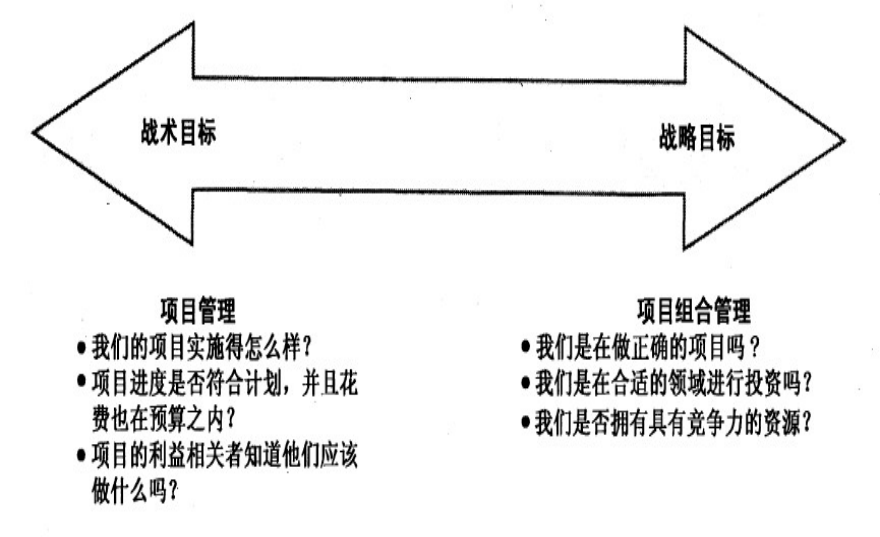 战术目标
战略目标
项目管理
•我们的项目实施得怎么样?
•项目进度是否符合计划，并且花
费也在预算之内?
•项目的利益相关者知道他们应该
做什么吗?
项目组合管理
•我们是在做正确的项目吗?
•我们是在合适的领域进行投资吗?
•我们是否拥有具有竞争力的资源?